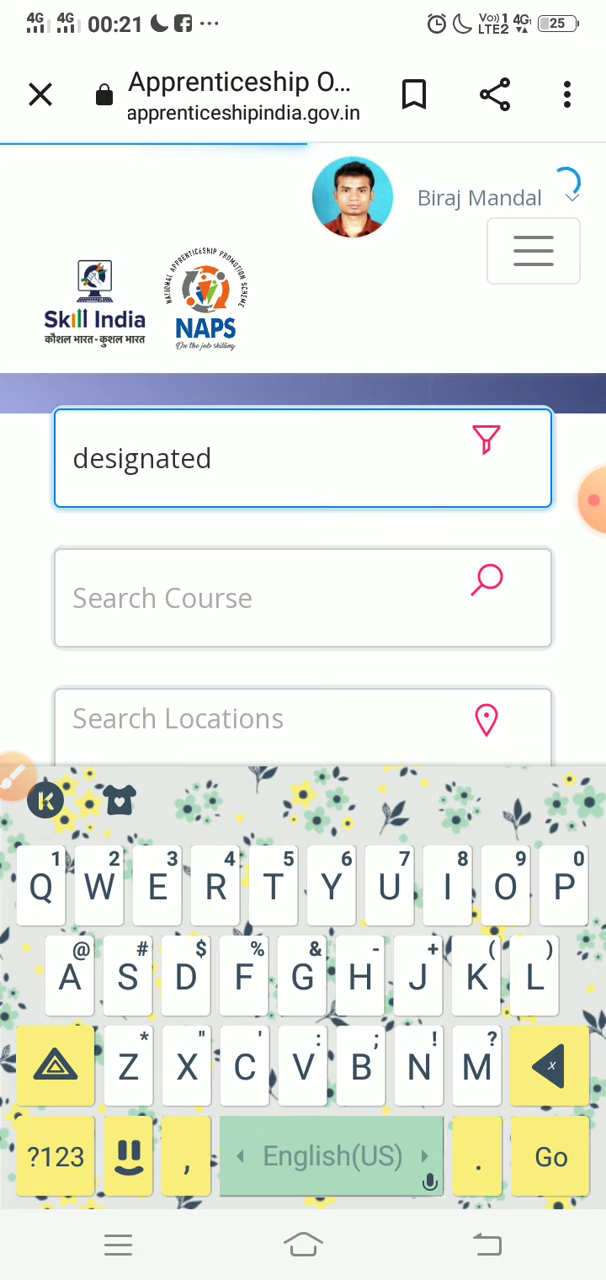 4G 4G 00:21 ... Vo)) 1 LTE2 4G 25
Apprenticeship O...
apprenticeshipindia.gov.in
Biraj Mandal
NATIONAL APPRENTICESHIP PROMOTION SCHEME
Skill India
कौशल भारत-कुशल भारत
NAPS
On the job skilling
designated
Search Course
Search Locations
K
1 2 3 4 5 6 7 8 9 0
Q W E R T Y U I O P
@ # $ % & - + ( )
A S D F G H J K L
* " ' : ; ! ?
Z X C V B N M x
?123 , English(US) . Go